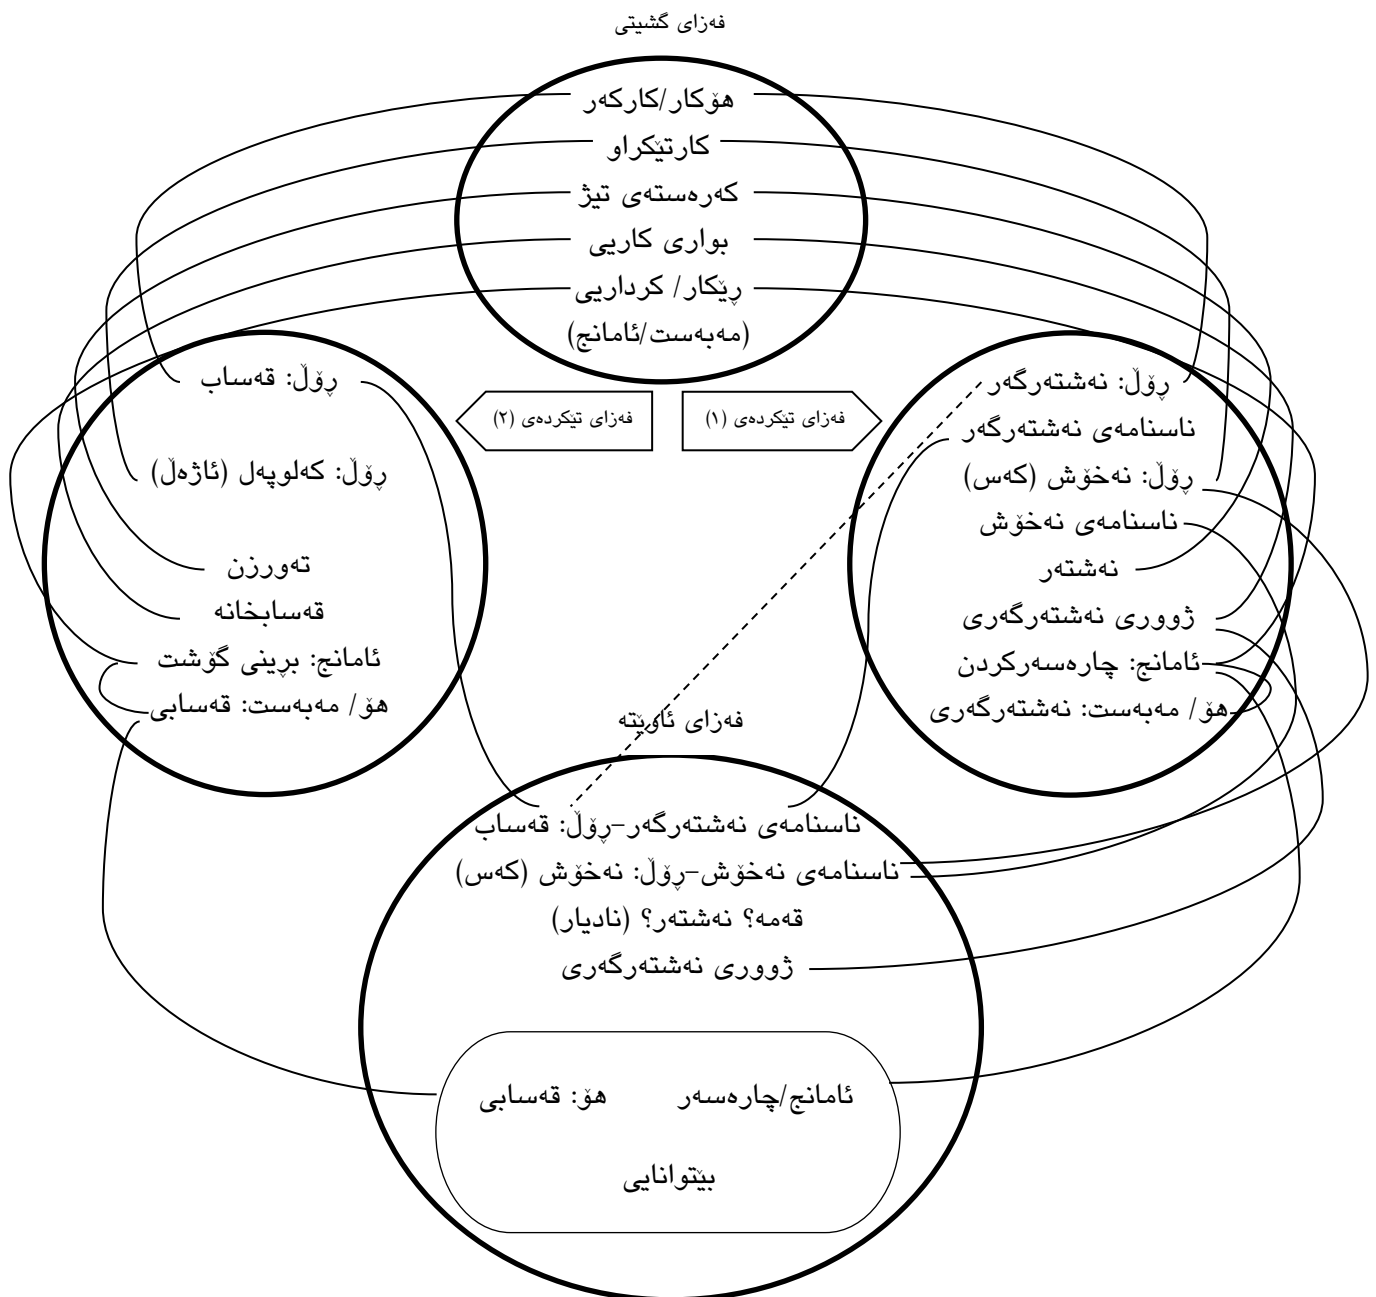 فەزای گشیتی
هۆکار/کارکەر
کارتێکراو
کەرەستەی تیژ
بواری کاریی
ڕێکار/ کرداریی
(مەبەست/ئامانج)
فەزای تێکردەی (١)
فەزای تێکردەی (٢)
ڕۆڵ: نەشتەرگەر
ناسنامەی نەشتەرگەر
ڕۆڵ: نەخۆش (کەس)
ناسنامەی نەخۆش
نەشتەر
ژووری نەشتەرگەری
ئامانج: چارەسەرکردن
هۆ/ مەبەست: نەشتەرگەری
ڕۆڵ: قەساب
ڕۆڵ: کەلوپەل (ئاژەڵ)
تەورزن
قەسابخانە
ئامانج: بڕینی گۆشت
هۆ/ مەبەست: قەسابی
فەزای ئاوێتە
ناسنامەی نەشتەرگەر–ڕۆڵ: قەساب
ناسنامەی نەخۆش–ڕۆڵ: نەخۆش (کەس)
قەمە؟ نەشتەر؟ (نادیار)
ژووری نەشتەرگەری
ئامانج/چارەسەر
هۆ: قەسابی
بێتوانایی